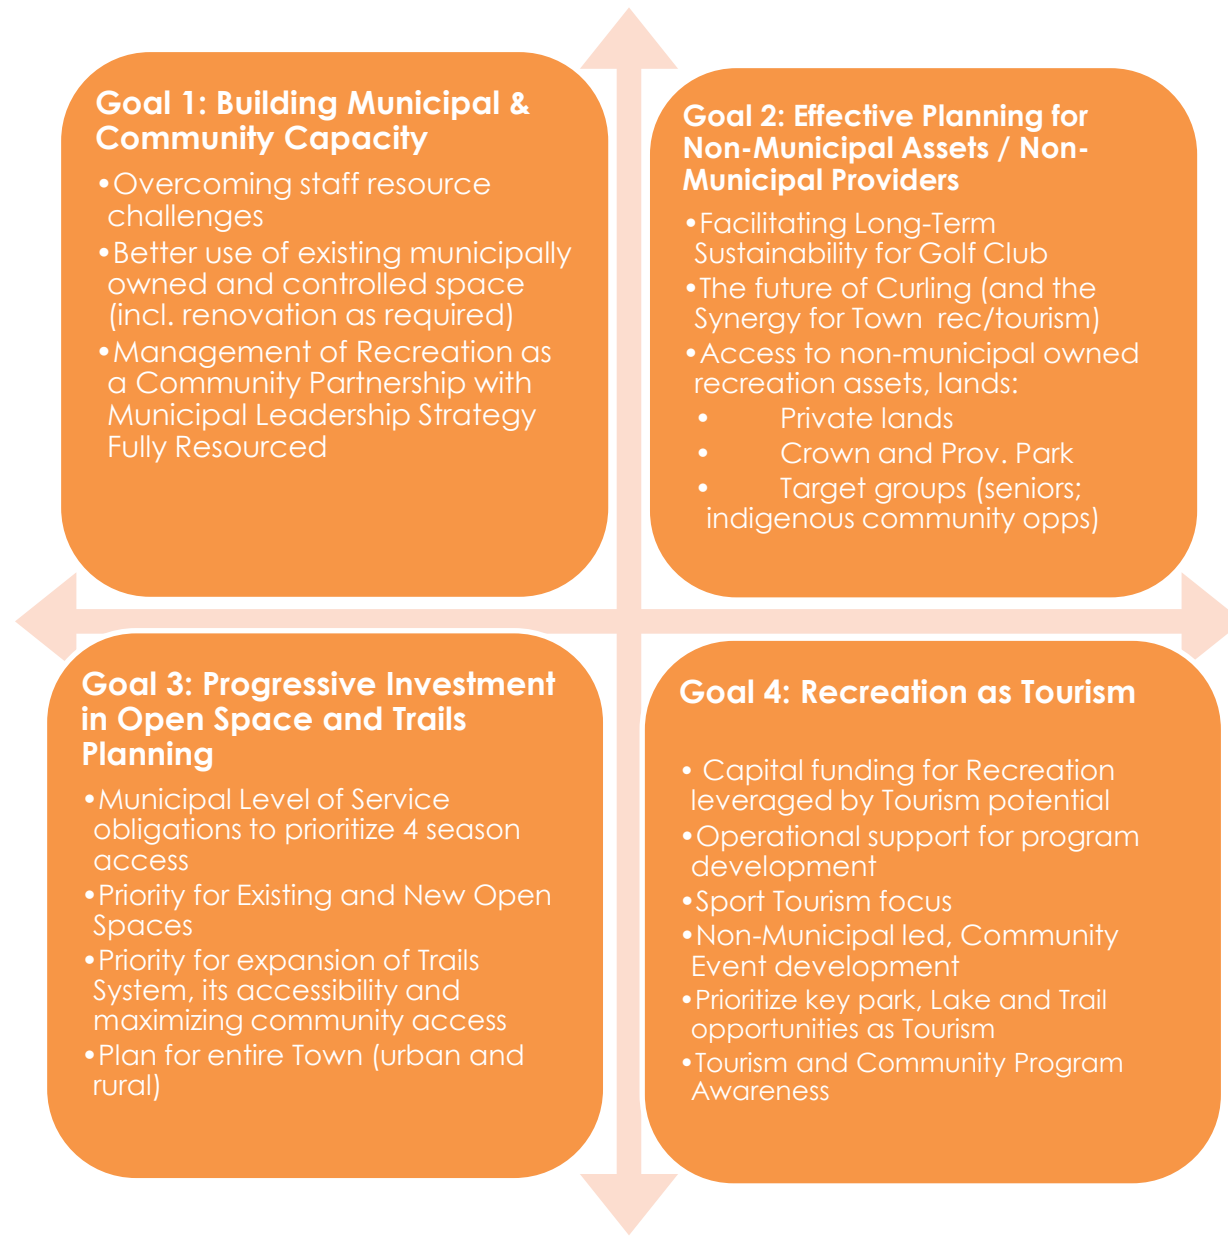 Goal 1: Building Municipal &
Community Capacity
•Overcoming staff resource
challenges
•Better use of existing municipally
owned and controlled space
(incl. renovation as required)
•Management of Recreation as
a Community Partnership with
Municipal Leadership Strategy
Fully Resourced
Goal 2: Effective Planning for
Non-Municipal Assets / Non-
Municipal Providers
•Facilitating Long-Term
Sustainability for Golf Club
•The future of Curling (and the
Synergy for Town  rec/tourism)
•Access to non-municipal owned
recreation assets, lands:
• Private lands
• Crown and Prov. Park
• Target groups (seniors;
indigenous community opps)
Goal 3: Progressive Investment
in Open Space and Trails
Planning
•Municipal Level of Service
obligations to prioritize 4 season
access
•Priority for Existing and New Open
Spaces
•Priority for expansion of Trails
System, its accessibility and
maximizing community access
•Plan for entire Town (urban and
rural)
Goal 4: Recreation as Tourism
• Capital funding for Recreation
leveraged by Tourism potential
•Operational support for program
development
•Sport Tourism focus
•Non-Municipal led, Community
Event development
•Prioritize key park, Lake and Trail
opportunities as Tourism
•Tourism and Community Program
Awareness